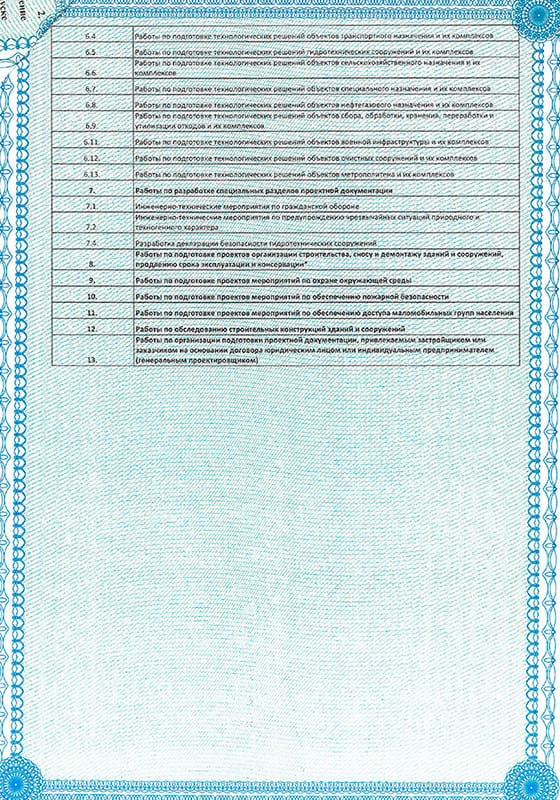 6.4 Работы по подготовке технологических решений объектов транспортного назначения и их комплексов
6.5 Работы по подготовке технологических решений гидротехнических сооружений и их комплексов
Работы по подготовке технологических решений объектов сельскохозяйственного назначения и их
6.6. комплексов
6.7. Работы по подготовке технологических решений объектов специального назначения и их комплексов
6.8. Работы по подготовке технологических решений объектов нефтегазового назначения и их комплексов
Работы по подготовке технологических решений объектов сбора, обработки, хранения, переработки и
6.9. утилизации отходов и их комплексов
6.11. Работы по подготовке технологических решений объектов военной инфраструктуры и их комплексов
6.12. Работы по подготовке технологических решений объектов очистных сооружений и их комплексов
6.13. Работы по подготовке технологических решений объектов метрополитена и их комплексов
7. Работы по разработке специальных разделов проектной документации
7.1 Инженерно-технические мероприятия по гражданской обороне
Инженерно-технические мероприятия по предупреждению чрезвычайных ситуаций природного и
7.2 техногенного характера
7.4. Разработка декларации безопасности гидротехнических сооружений
Работы по подготовке проектов организации строительства, сносу и демонтажу зданий и сооружений,
8. продлению срока эксплуатации и консервации*
9. Работы по подготовке проектов мероприятий по охране окружающей среды
10. Работы по подготовке проектов мероприятий по обеспечению пожарной безопасности
11. Работы по подготовке проектов мероприятий по обеспечению доступа маломобильных групп населения
12. Работы по обследованию строительных конструкций зданий и сооружений
Работы по организации подготовки проектной документации, привлекаемым застройщиком или
заказчиком на основании договора юридическим лицом или индивидуальным предпринимателем
13. (генеральным проектировщиком)